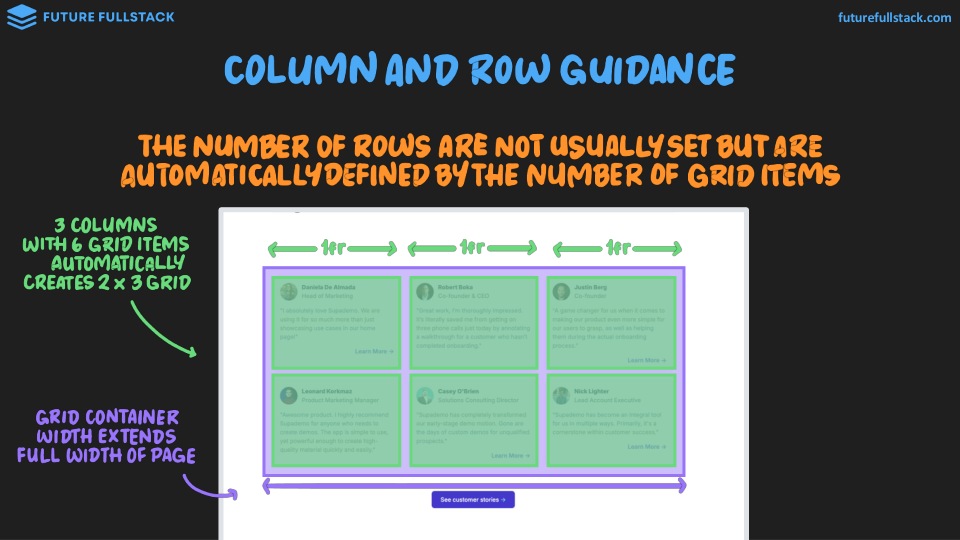 FUTURE FULLSTACK
futurefullstack.com
COLUMN AND ROW GUIDANCE
THE NUMBER OF ROWS ARE NOT USUALLY SET BUT ARE
AUTOMATICALLY DEFINED BY THE NUMBER OF GRID ITEMS
3 COLUMNS
WITH 6 GRID ITEMS
AUTOMATICALLY
CREATES 2 x 3 GRID
1fr 1fr 1fr
Daniela De Almada
Head of Marketing
"I absolutely love Supademo. We are
using it for so much more than just
showcasing use cases in our home
page!"
Learn More →
Robert Boka
Co-founder & COO
"Great work, I'm thoroughly impressed.
It's literally saved me from getting on
three phone calls just today by providing
a walkthrough for a customer who hasn't
completed onboarding."
Justin Berg
Co-founder
"A game changer for us when it comes to
making our product even more simple for
our users to grasp, as well as helping
them during the actual onboarding
process."
Learn More →
Leonard Kerkmaz
Product Marketing Manager
"Awesome product. I highly recommend
Supademo for anyone who needs to
create demos. The app is simple to use,
yet powerful enough to create high-
quality material quickly and easily."
Casey O'Brien
Solutions Consulting Director
"Supademo has completely transformed
our early-stage demo motion. Gone are
the days of custom demos for unqualified
prospects."
Learn More →
Nick Lighter
Lead Account Executive
"Supademo has become an integral tool
for us in multiple ways. Primarily, it's a
cornerstone within customer success."
Learn More →
GRID CONTAINER
WIDTH EXTENDS
FULL WIDTH OF PAGE
See customer stories →